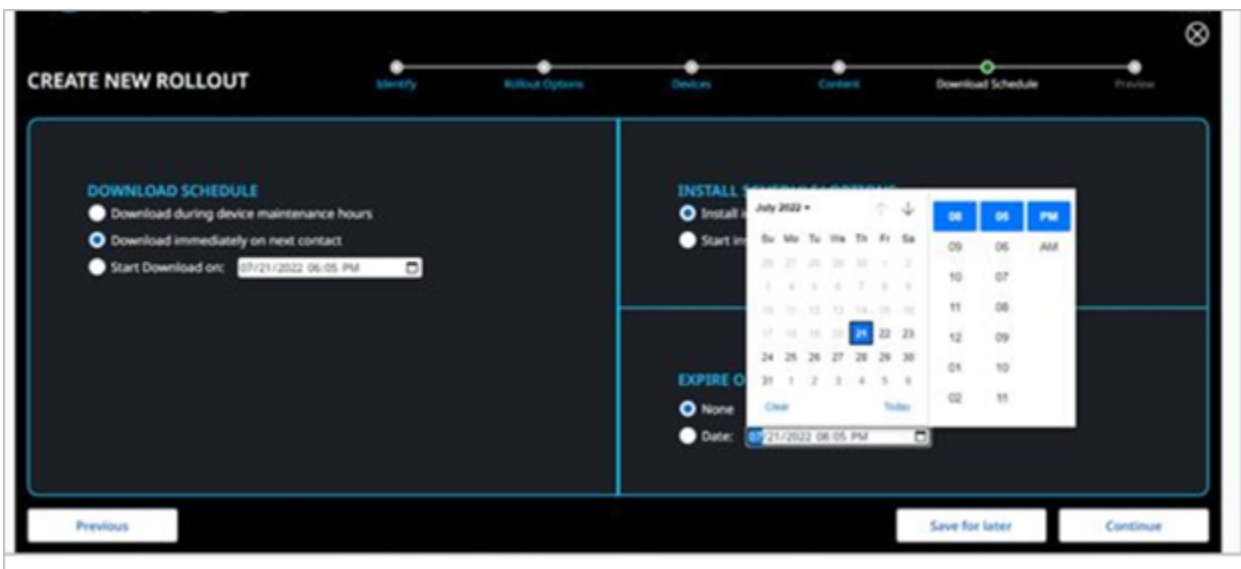 CREATE NEW ROLLOUT
Identify
Rollout Options
Devices
Content
Download Schedule
Preview
DOWNLOAD SCHEDULE
Download during device maintenance hours
Download immediately on next contact
Start Download on: 07/21/2022 06:05 PM
INSTALL
Install
Start
July 2022
Su Mo Tu We Th Fr Sa
26 27 28 29 30 1 2
3 4 5 6 7 8 9
10 11 12 13 14 15 16
17 18 19 20 21 22 23
24 25 26 27 28 29 30
31 1 2 3 4 5 6
Clear Today
08 05 PM
09 06 AM
10 07
11 08
12 09
01 10
02 11
EXPIRE
None
Date: 07/21/2022 08:05 PM
Previous
Save for later
Continue